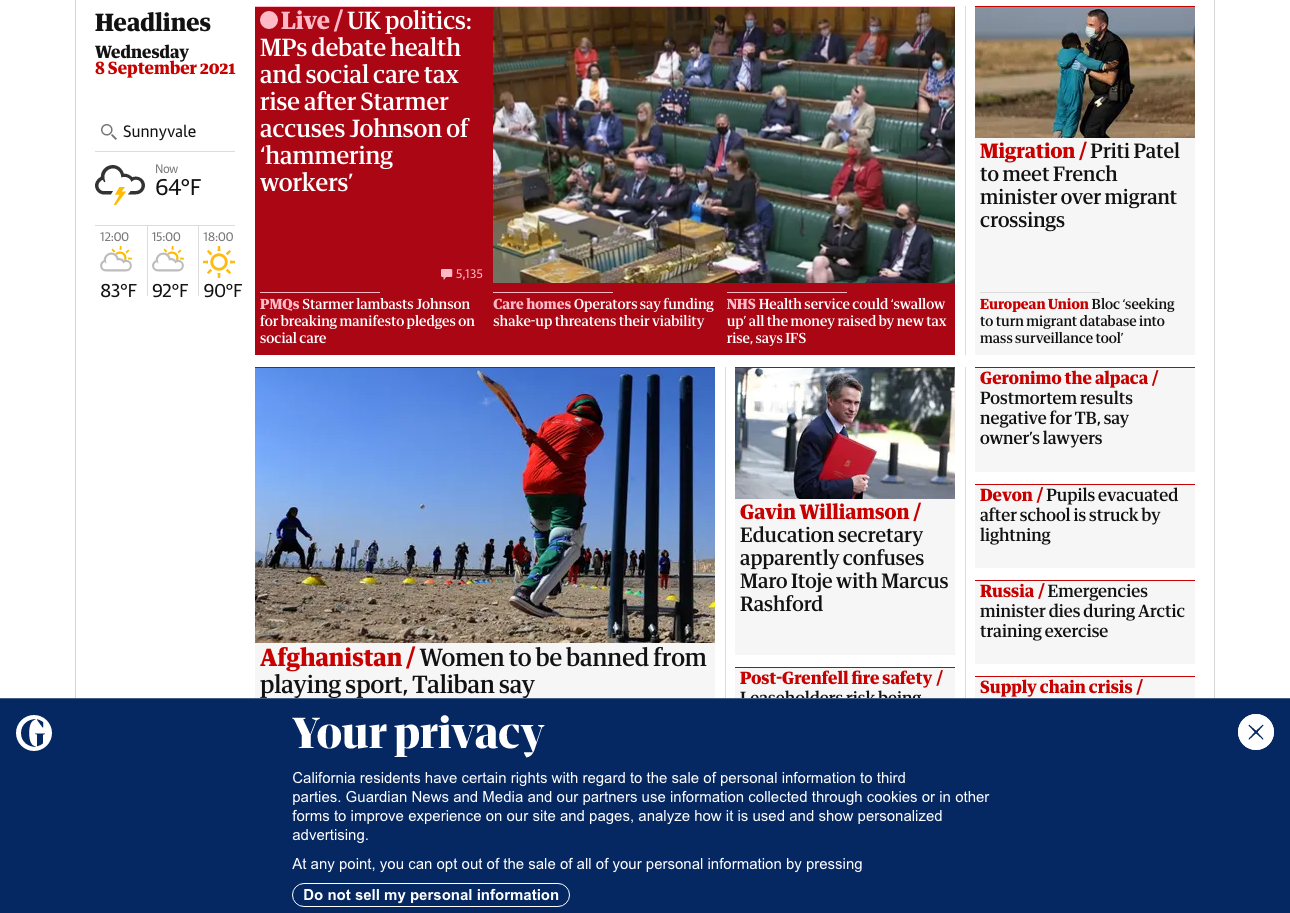 Headlines
Wednesday
8 September 2021
Sunnyvale
Now
64°F
12:00 15:00 18:00
83°F 92°F 90°F
Live / UK politics:
MPs debate health
and social care tax
rise after Starmer
accuses Johnson of
‘hammering
workers’
5,135
PMQs Starmer lambasts Johnson
for breaking manifesto pledges on
social care
Care homes Operators say funding
shake-up threatens their viability
NHS Health service could ‘swallow
up’ all the money raised by new tax
rise, says IFS
Migration / Priti Patel
to meet French
minister over migrant
crossings
European Union Bloc ‘seeking
to turn migrant database into
mass surveillance tool’
Afghanistan / Women to be banned from
playing sport, Taliban say
Gavin Williamson /
Education secretary
apparently confuses
Maro Itoje with Marcus
Rashford
Post-Grenfell fire safety /
Leaseholders risk being
Geronimo the alpaca /
Postmortem results
negative for TB, say
owner’s lawyers
Devon / Pupils evacuated
after school is struck by
lightning
Russia / Emergencies
minister dies during Arctic
training exercise
Supply chain crisis /
Your privacy
California residents have certain rights with regard to the sale of personal information to third
parties. Guardian News and Media and our partners use information collected through cookies or in other
forms to improve experience on our site and pages, analyze how it is used and show personalized
advertising.
At any point, you can opt out of the sale of all of your personal information by pressing
Do not sell my personal information